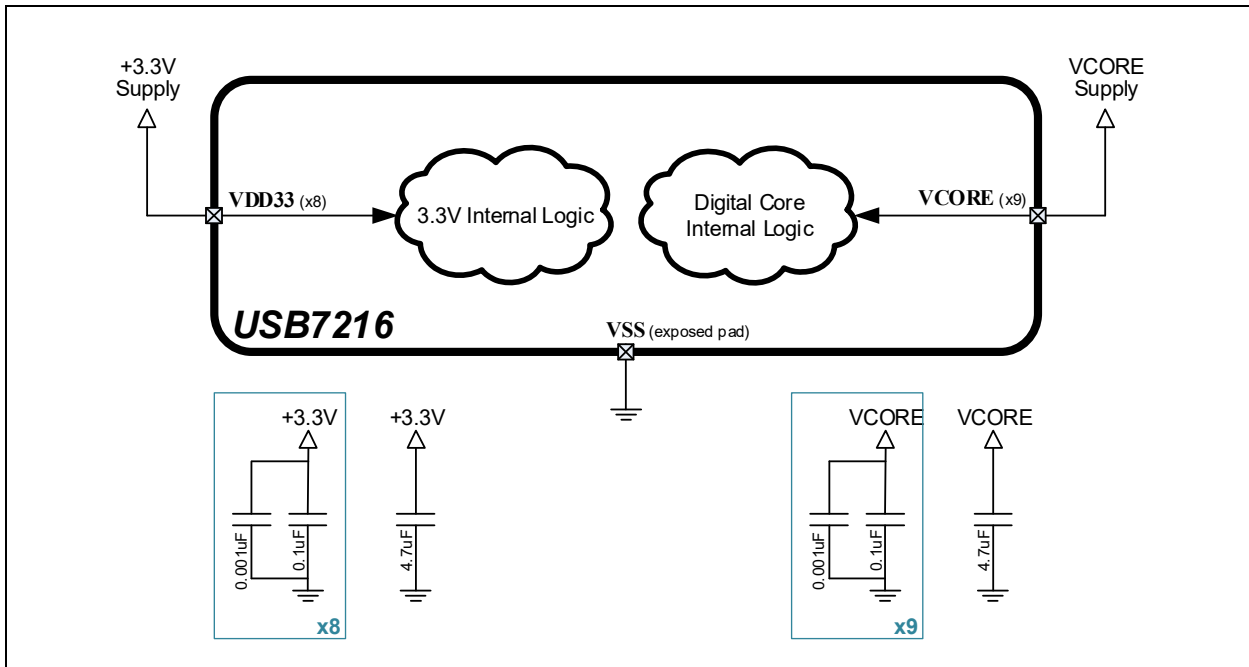 +3.3V
Supply
VCORE
Supply
VDD33 (x8)
3.3V Internal Logic
Digital Core
Internal Logic
VCORE (x9)
USB7216
VSS (exposed pad)
+3.3V
0.001uF
0.1uF
x8
+3.3V
4.7uF
VCORE
0.001uF
0.1uF
x9
VCORE
4.7uF